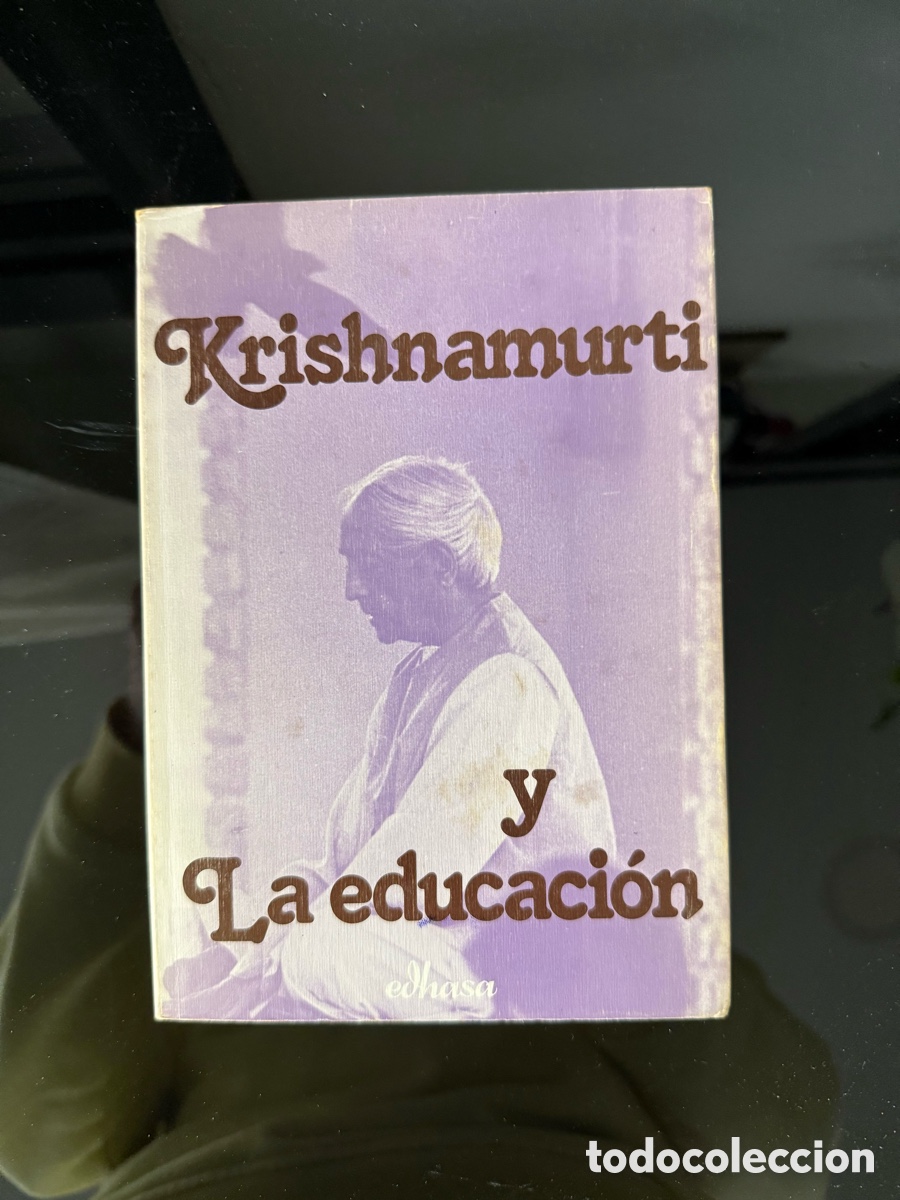 Krishnamurti
y
La educación
edhasa
todocoleccion